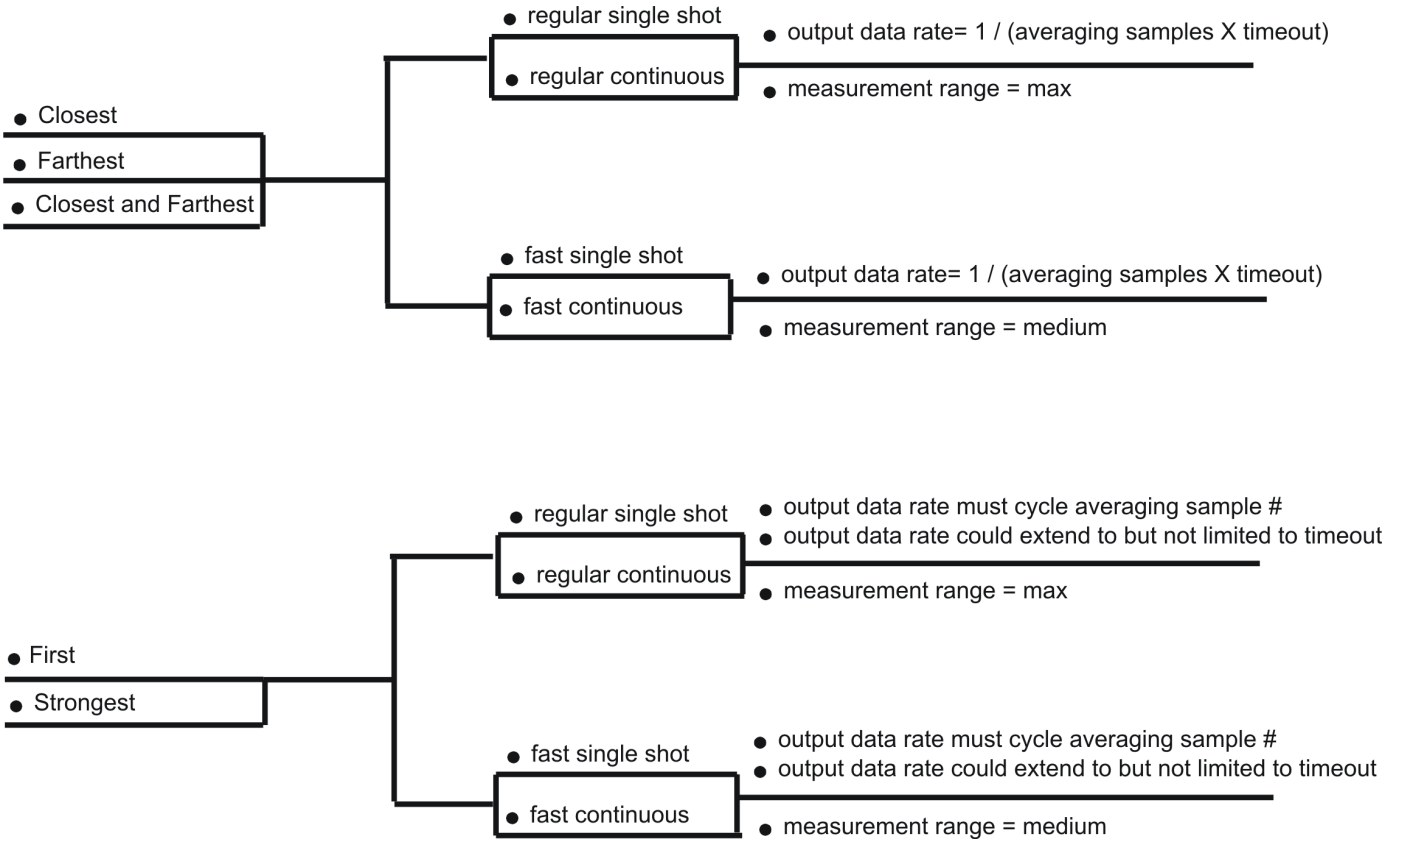 ● Closest
● Farthest
● Closest and Farthest
● regular single shot
● regular continuous
● output data rate= 1 / (averaging samples X timeout)
● measurement range = max
● fast single shot
● fast continuous
● output data rate= 1 / (averaging samples X timeout)
● measurement range = medium
● First
● Strongest
● regular single shot
● regular continuous
● output data rate must cycle averaging sample #
● output data rate could extend to but not limited to timeout
● measurement range = max
● fast single shot
● fast continuous
● output data rate must cycle averaging sample #
● output data rate could extend to but not limited to timeout
● measurement range = medium